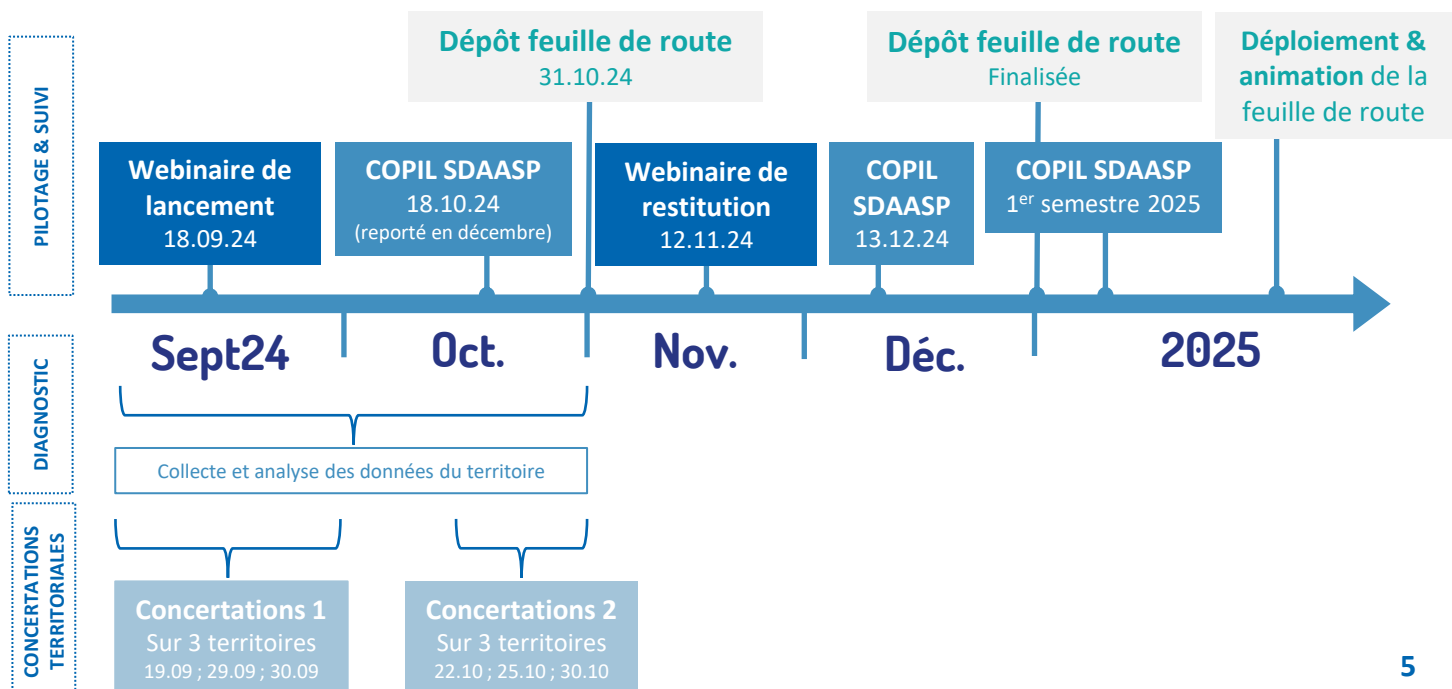 PILOTAGE & SUIVI
Dépôt feuille de route
31.10.24
Dépôt feuille de route
Finalisée
Déploiement &
animation de la
feuille de route
Webinaire de
lancement
18.09.24
COPIL SDAASP
18.10.24
(reporté en décembre)
Webinaire de
restitution
12.11.24
COPIL
SDAASP
13.12.24
COPIL SDAASP
1er semestre 2025
Sept24
Oct.
Nov.
Déc.
2025
DIAGNOSTIC
Collecte et analyse des données du territoire
CONCERTATIONS
TERRITORIALES
Concertations 1
Sur 3 territoires
19.09 ; 29.09 ; 30.09
Concertations 2
Sur 3 territoires
22.10 ; 25.10 ; 30.10
5